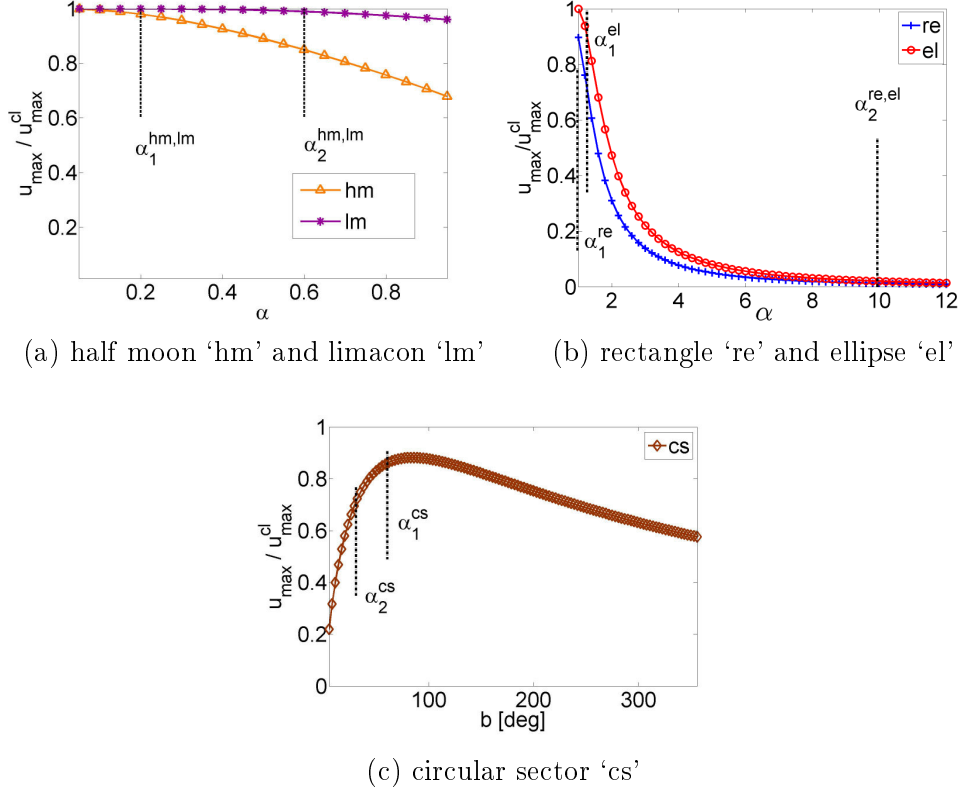 1
0.8
0.6
0.4
0.2
u_max / u_max^cl
α_1^hm,lm
α_2^hm,lm
hm
lm
0.2
0.4
0.6
0.8
α
(a) half moon ‘hm’ and limacon ‘lm’
1
0.8
0.6
0.4
0.2
0
u_max/u_max^cl
α_1^el
α_1^re
α_2^re,el
re
el
2
4
6
8
10
12
α
(b) rectangle ‘re’ and ellipse ‘el’
1
0.8
0.6
0.4
0.2
0
u_max / u_max^cl
α_1^cs
α_2^cs
cs
100
200
300
b [deg]
(c) circular sector ‘cs’